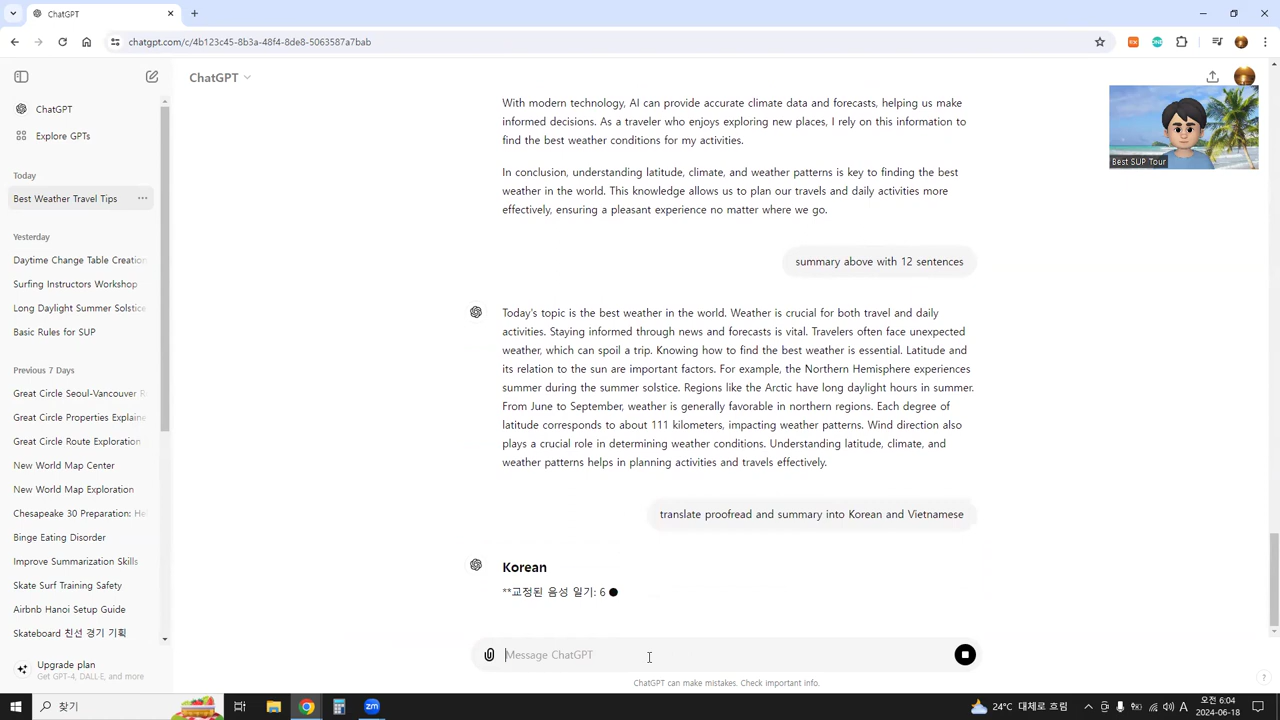 ChatGPT
chatgpt.com/c/4b123c45-8b3a-48f4-8de8-5063587a7bab
ChatGPT
ChatGPT
Explore GPTs
Today
Best Weather Travel Tips
Yesterday
Daytime Change Table Creation
Surfing Instructors Workshop
Long Daylight Summer Solstice
Basic Rules for SUP
Previous 7 Days
Great Circle Seoul-Vancouver R
Great Circle Properties Explaine
Great Circle Route Exploration
New World Map Center
New World Map Exploration
Chesapeake 30 Preparation: He
Binge Eating Disorder
Improve Summarization Skills
Skate Surf Training Safety
Airbnb Hanoi Setup Guide
Skateboard 친선 경기 기획
Upgrade plan
Get GPT-4, DALL·E, and more
With modern technology, AI can provide accurate climate data and forecasts, helping us make
informed decisions. As a traveler who enjoys exploring new places, I rely on this information to
find the best weather conditions for my activities.
In conclusion, understanding latitude, climate, and weather patterns is key to finding the best
weather in the world. This knowledge allows us to plan our travels and daily activities more
effectively, ensuring a pleasant experience no matter where we go.
summary above with 12 sentences
Today's topic is the best weather in the world. Weather is crucial for both travel and daily
activities. Staying informed through news and forecasts is vital. Travelers often face unexpected
weather, which can spoil a trip. Knowing how to find the best weather is essential. Latitude and
its relation to the sun are important factors. For example, the Northern Hemisphere experiences
summer during the summer solstice. Regions like the Arctic have long daylight hours in summer.
From June to September, weather is generally favorable in northern regions. Each degree of
latitude corresponds to about 111 kilometers, impacting weather patterns. Wind direction also
plays a crucial role in determining weather conditions. Understanding latitude, climate, and
weather patterns helps in planning activities and travels effectively.
translate proofread and summary into Korean and Vietnamese
Korean
**교정된 음성 일기: 6
Message ChatGPT
ChatGPT can make mistakes. Check important info.
?
Best SUP Tour
찾기
zm
24°C 대체로 흐림
A
오전 6:04
2024-06-18